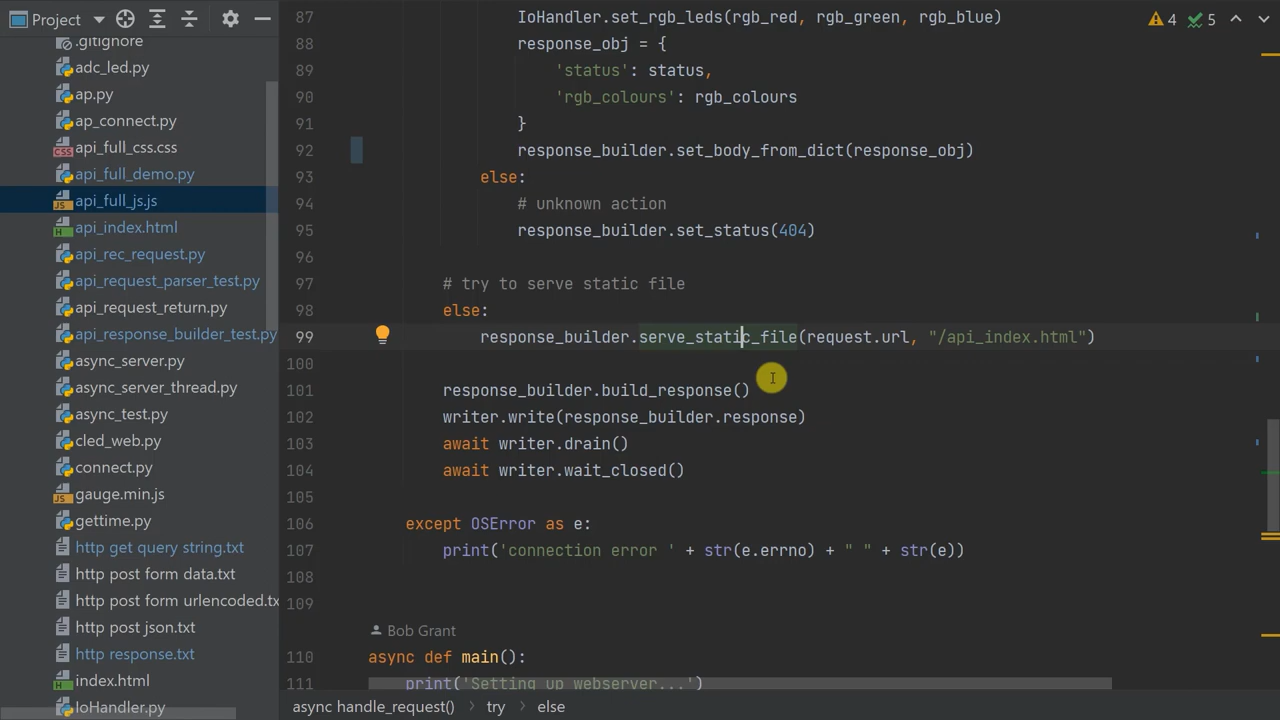 Project
.gitignore
adc_led.py
ap.py
ap_connect.py
api_full_css.css
api_full_demo.py
api_full_js.js
api_index.html
api_rec_request.py
api_request_parser_test.py
api_request_return.py
api_response_builder_test.py
async_server.py
async_server_thread.py
async_test.py
cled_web.py
connect.py
gauge.min.js
gettime.py
http get query string.txt
http post form data.txt
http post form urlencoded.tx
http post json.txt
http response.txt
index.html
IoHandler.py
4 5
87 IoHandler.set_rgb_leds(rgb_red, rgb_green, rgb_blue)
88 response_obj = {
89 'status': status,
90 'rgb_colours': rgb_colours
91 }
92 response_builder.set_body_from_dict(response_obj)
93 else:
94 # unknown action
95 response_builder.set_status(404)
96
97 # try to serve static file
98 else:
99 response_builder.serve_static_file(request.url, "/api_index.html")
100
101 response_builder.build_response()
102 writer.write(response_builder.response)
103 await writer.drain()
104 await writer.wait_closed()
105
106 except OSError as e:
107 print('connection error ' + str(e.errno) + " " + str(e))
108
109
Bob Grant
110 async def main():
111 print('Setting up webserver...')
async handle_request() > try > else